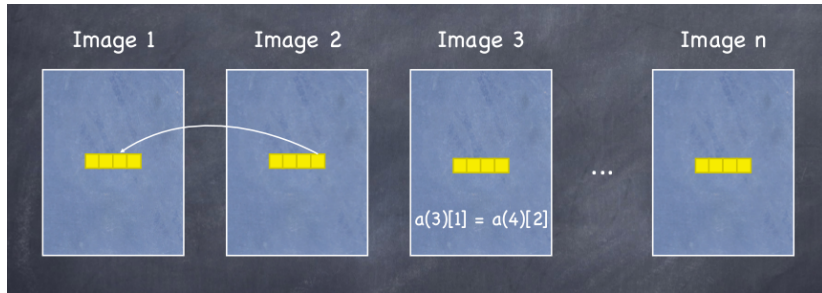 Image 1
Image 2
Image 3
Image n
...
a(3)[1] = a(4)[2]